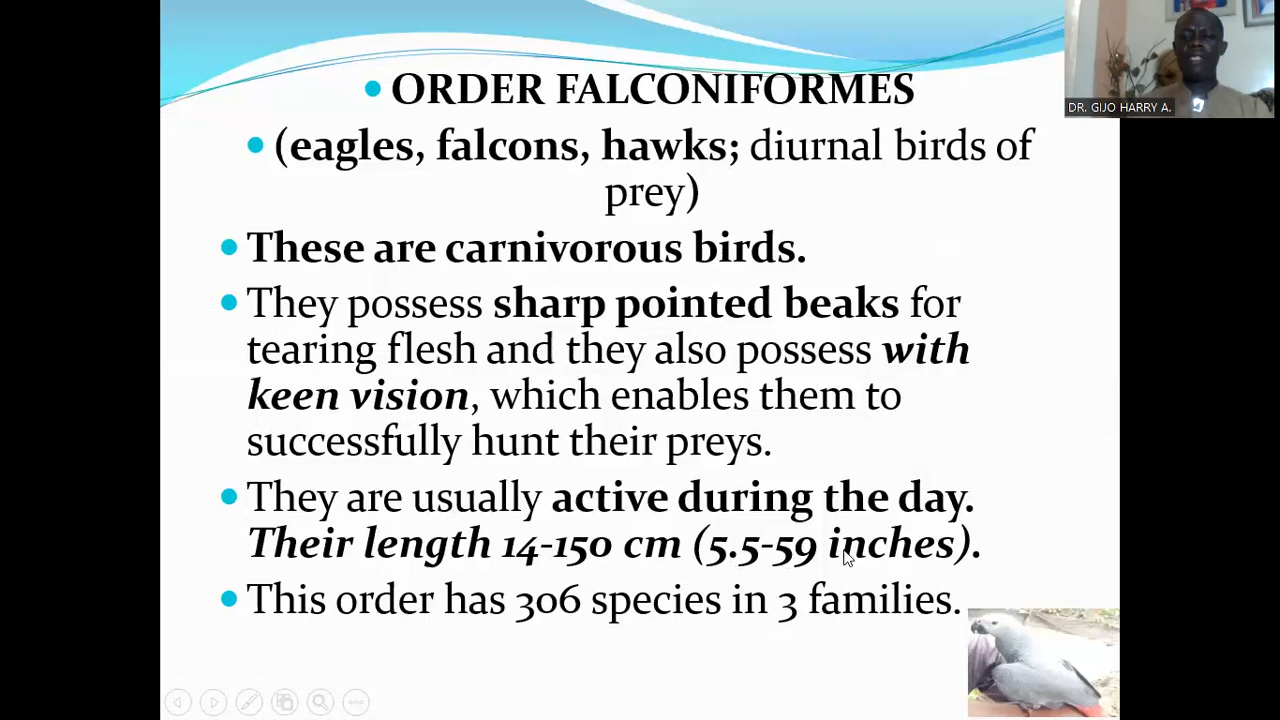 ORDER FALCONIFORMES
(eagles, falcons, hawks; diurnal birds of
prey)
These are carnivorous birds.
They possess sharp pointed beaks for
tearing flesh and they also possess with
keen vision, which enables them to
successfully hunt their preys.
They are usually active during the day.
Their length 14-150 cm (5.5-59 inches).
This order has 306 species in 3 families.
DR. GIJO HARRY A.